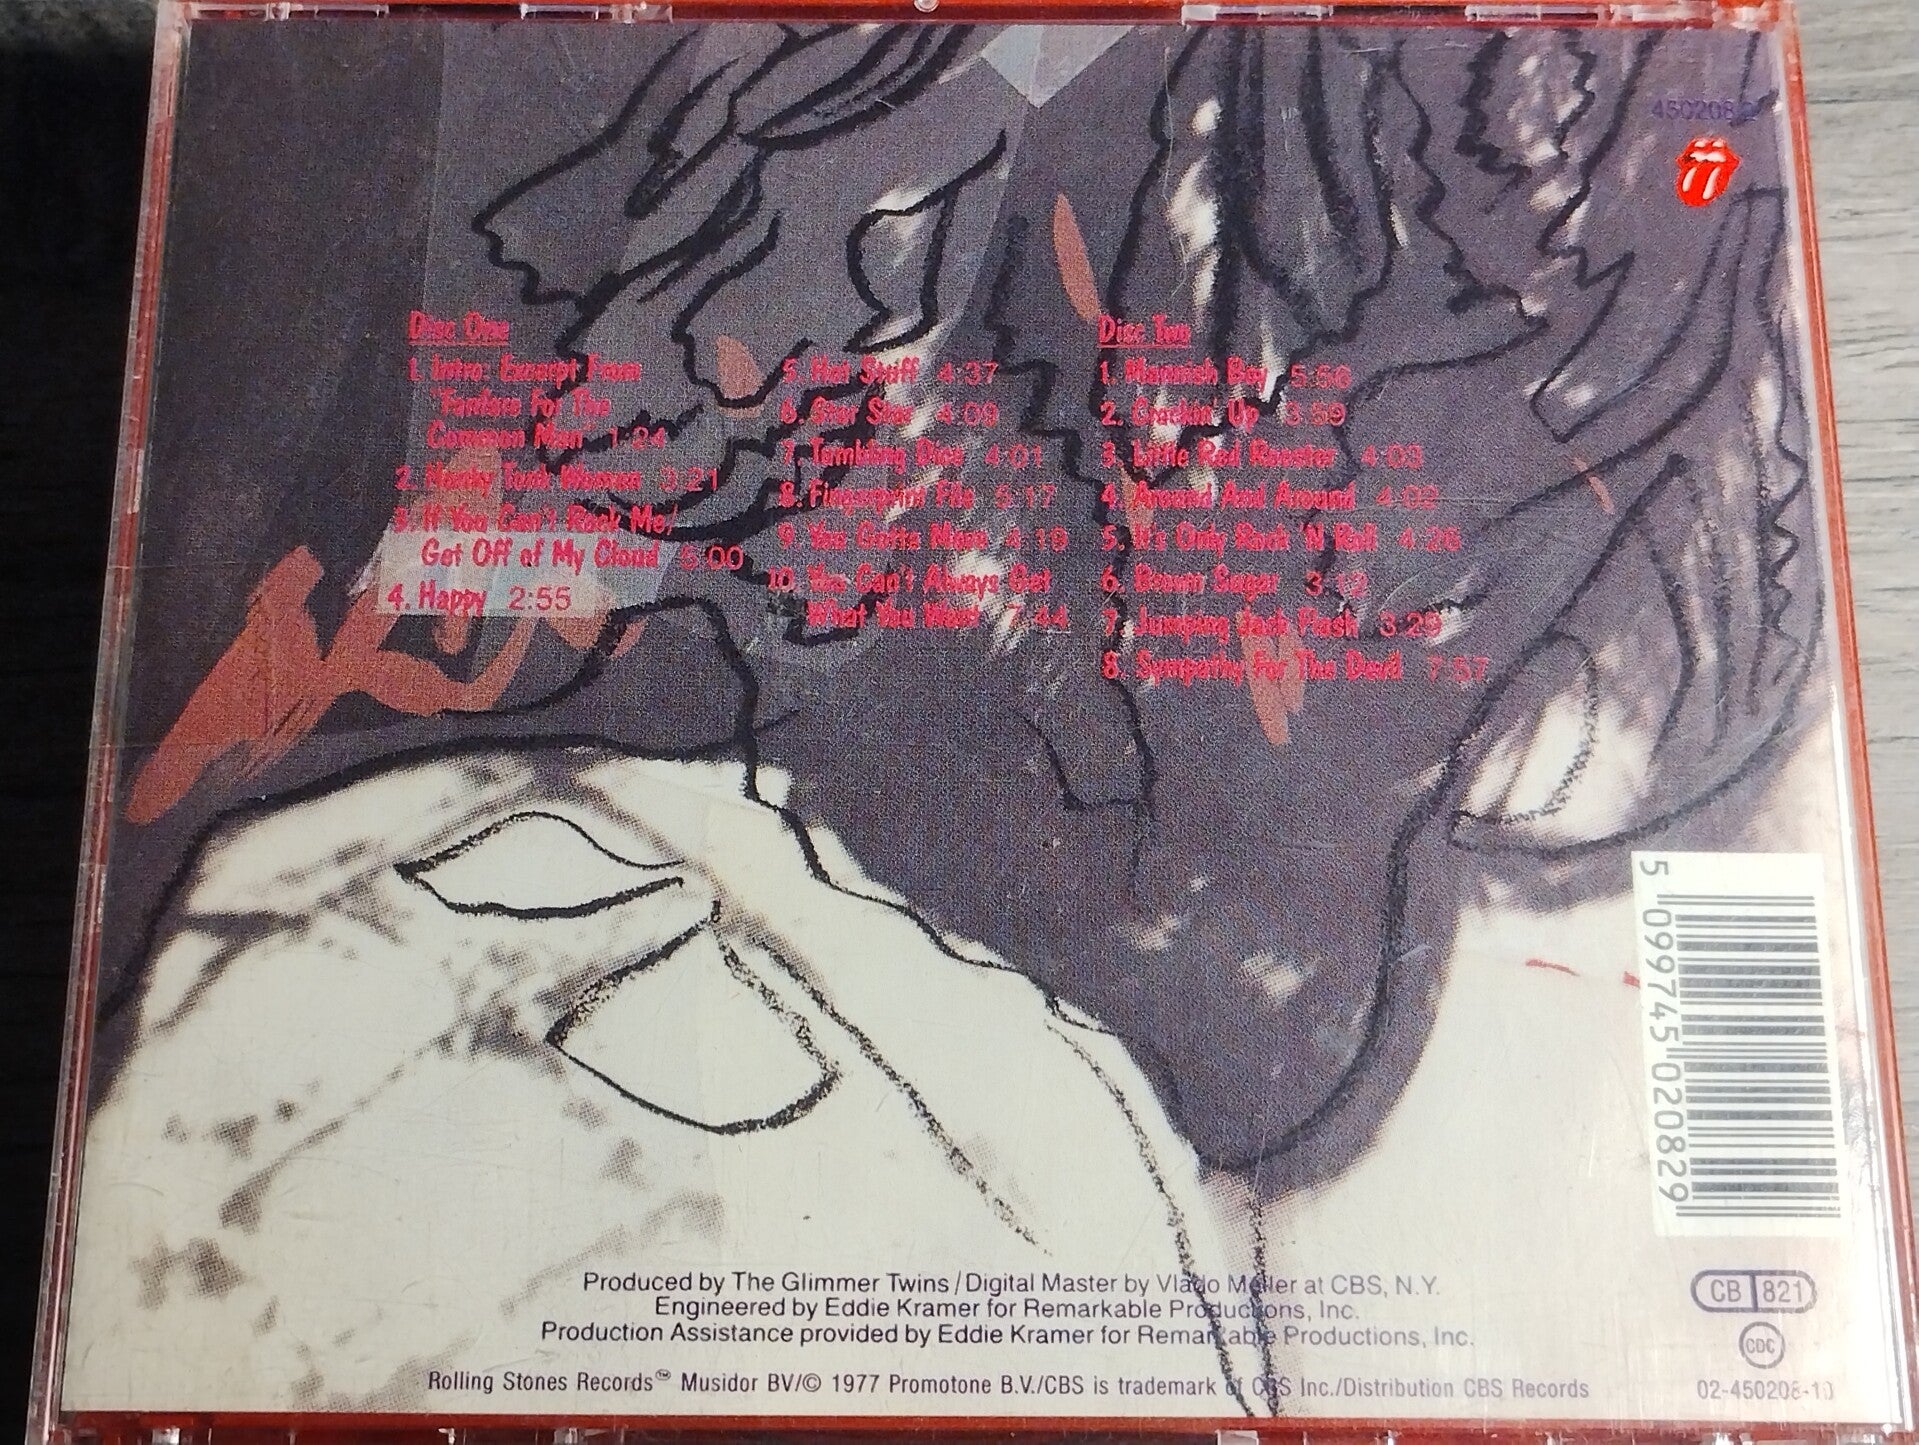 450208 2
Disc One
1. Intro: Excerpt From
"Fanfare For The
Common Man" 1:24
2. Honky Tonk Women 3:21
3. If You Can't Rock Me/
Get Off of My Cloud 5:00
4. Happy 2:55
5. Hot Stuff 4:37
6. Star Star 4:09
7. Tumbling Dice 4:01
8. Fingerprint File 5:17
9. You Gotta Move 4:19
10. You Can't Always Get
What You Want 7:44
Disc Two
1. Mannish Boy 5:56
2. Crackin' Up 3:59
3. Little Red Rooster 4:03
4. Around And Around 4:02
5. It's Only Rock 'N Roll 4:26
6. Brown Sugar 3:12
7. Jumping Jack Flash 3:29
8. Sympathy For The Devil 7:57
5 099745 020829
Produced by The Glimmer Twins / Digital Master by Vlado Meller at CBS, N.Y.
Engineered by Eddie Kramer for Remarkable Productions, Inc.
Production Assistance provided by Eddie Kramer for Remarkable Productions, Inc.
Rolling Stones Records™ Musidor BV/© 1977 Promotone B.V./CBS is trademark of CBS Inc./Distribution CBS Records
CB 821
CDC
02-450208-10